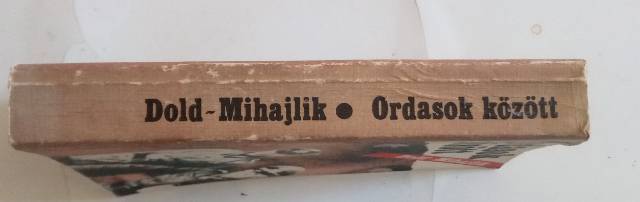 Dold~Mihajlik ● Ordasok között